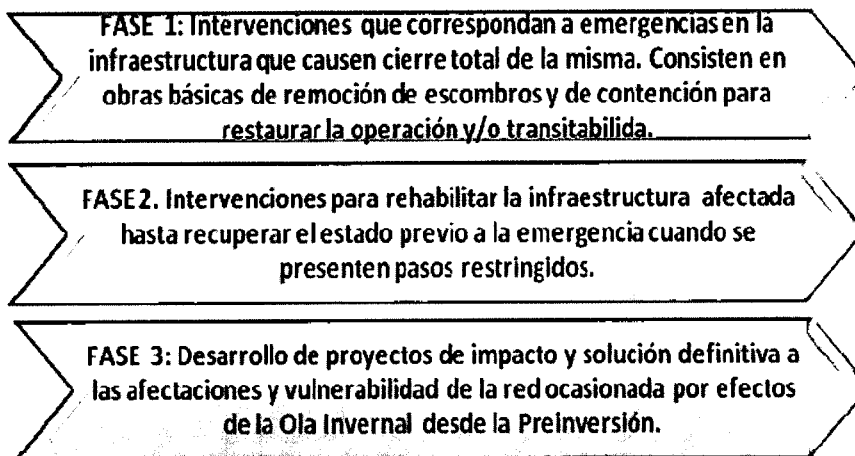 FASE 1: Intervenciones que correspondan a emergencias en la
infraestructura que causen cierre total de la misma. Consisten en
obras básicas de remoción de escombros y de contención para
restaurar la operación y/o transitabilida.
FASE2. Intervenciones para rehabilitar la infraestructura afectada
hasta recuperar el estado previo a la emergencia cuando se
presenten pasos restringidos.
FASE 3: Desarrollo de proyectos de impacto y solución definitiva a
las afectaciones y vulnerabilidad de la red ocasionada por efectos
de la Ola Invernal desde la Preinversión.